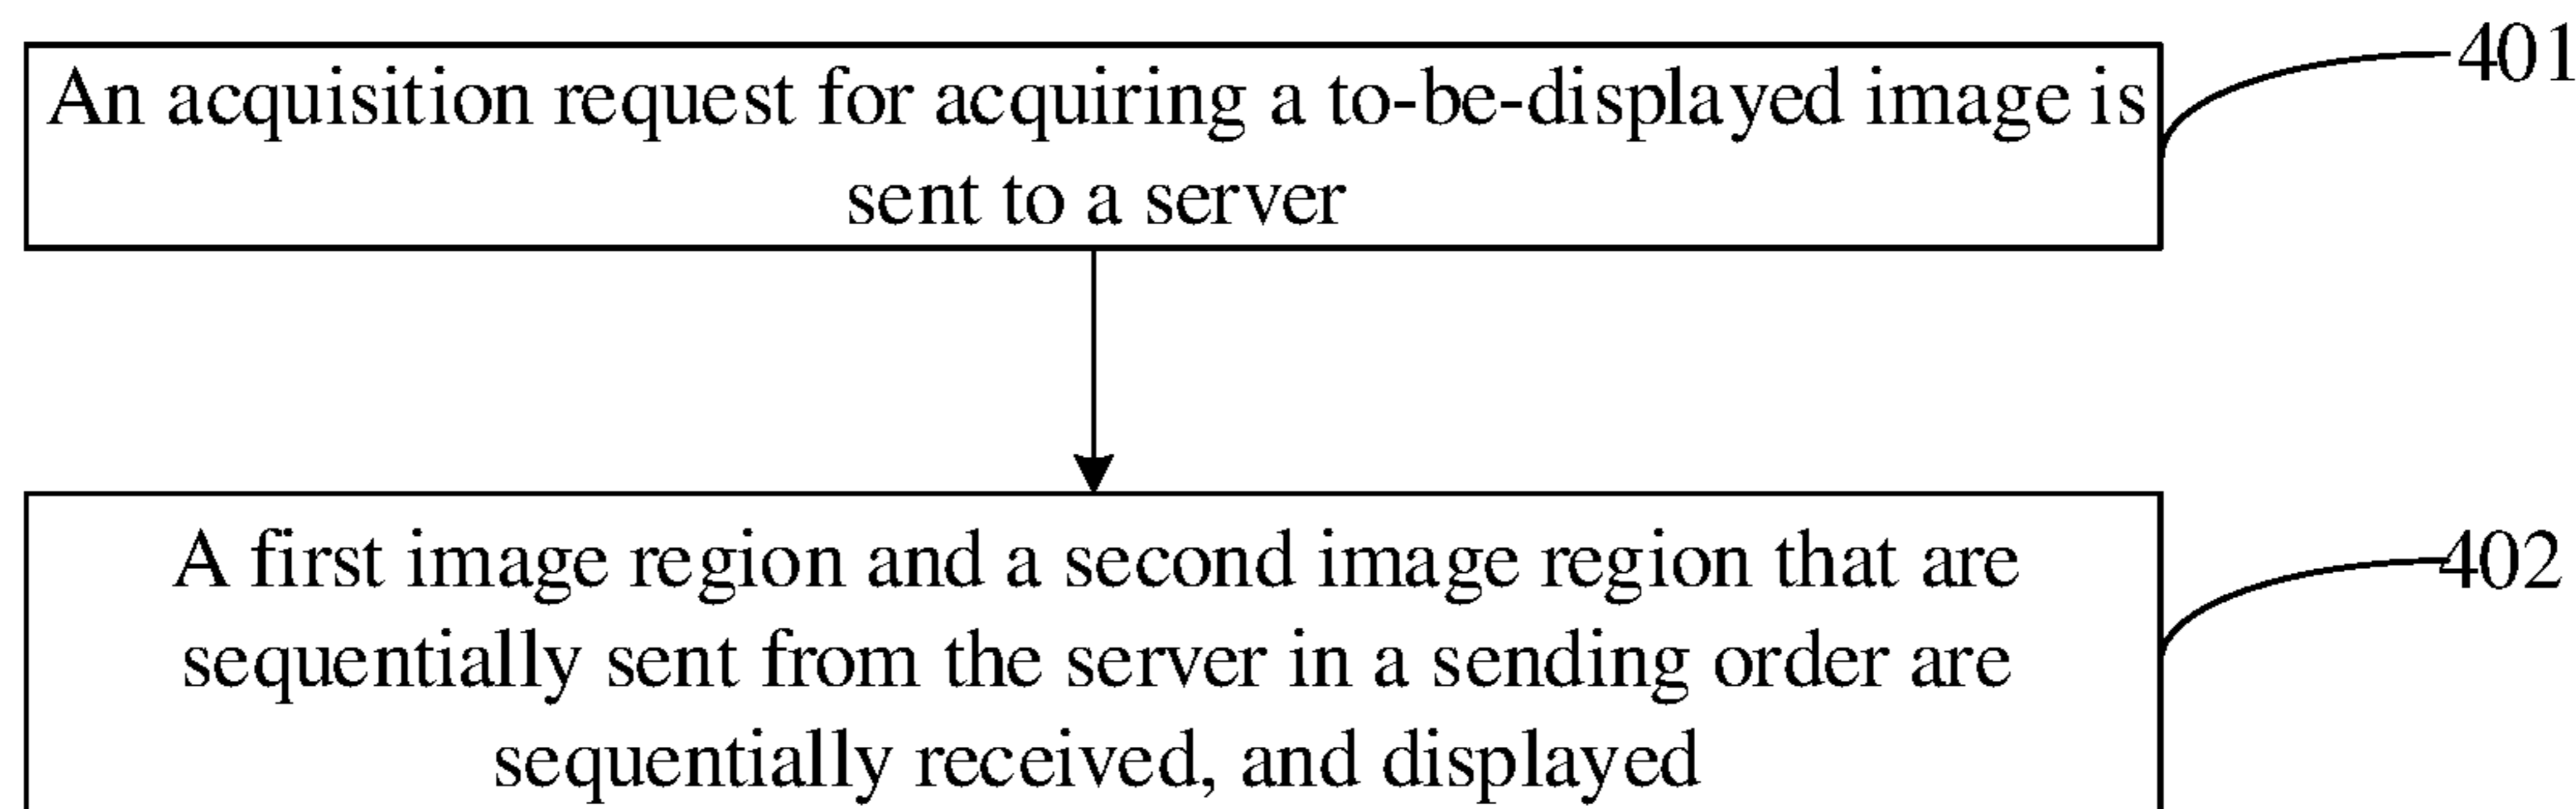 401
An acquisition request for acquiring a to-be-displayed image is
sent to a server
402
A first image region and a second image region that are
sequentially sent from the server in a sending order are
sequentially received, and displayed